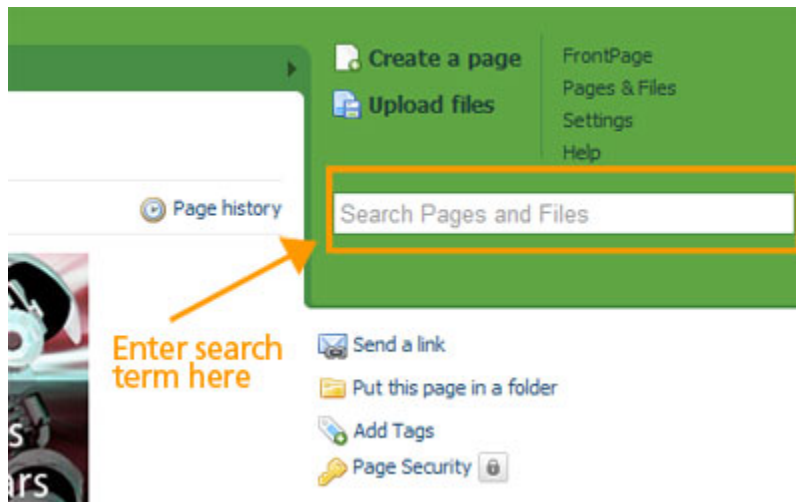 Create a page
Upload files
FrontPage
Pages & Files
Settings
Help
Page history
Search Pages and Files
Enter search
term here
Send a link
Put this page in a folder
Add Tags
Page Security